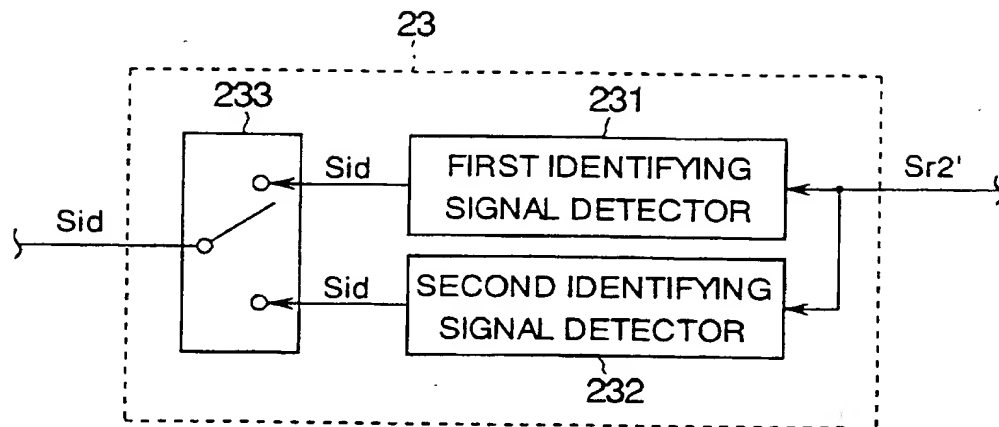 23
233
231
Sid
FIRST IDENTIFYING
SIGNAL DETECTOR
Sr2'
Sid
Sid
SECOND IDENTIFYING
SIGNAL DETECTOR
232